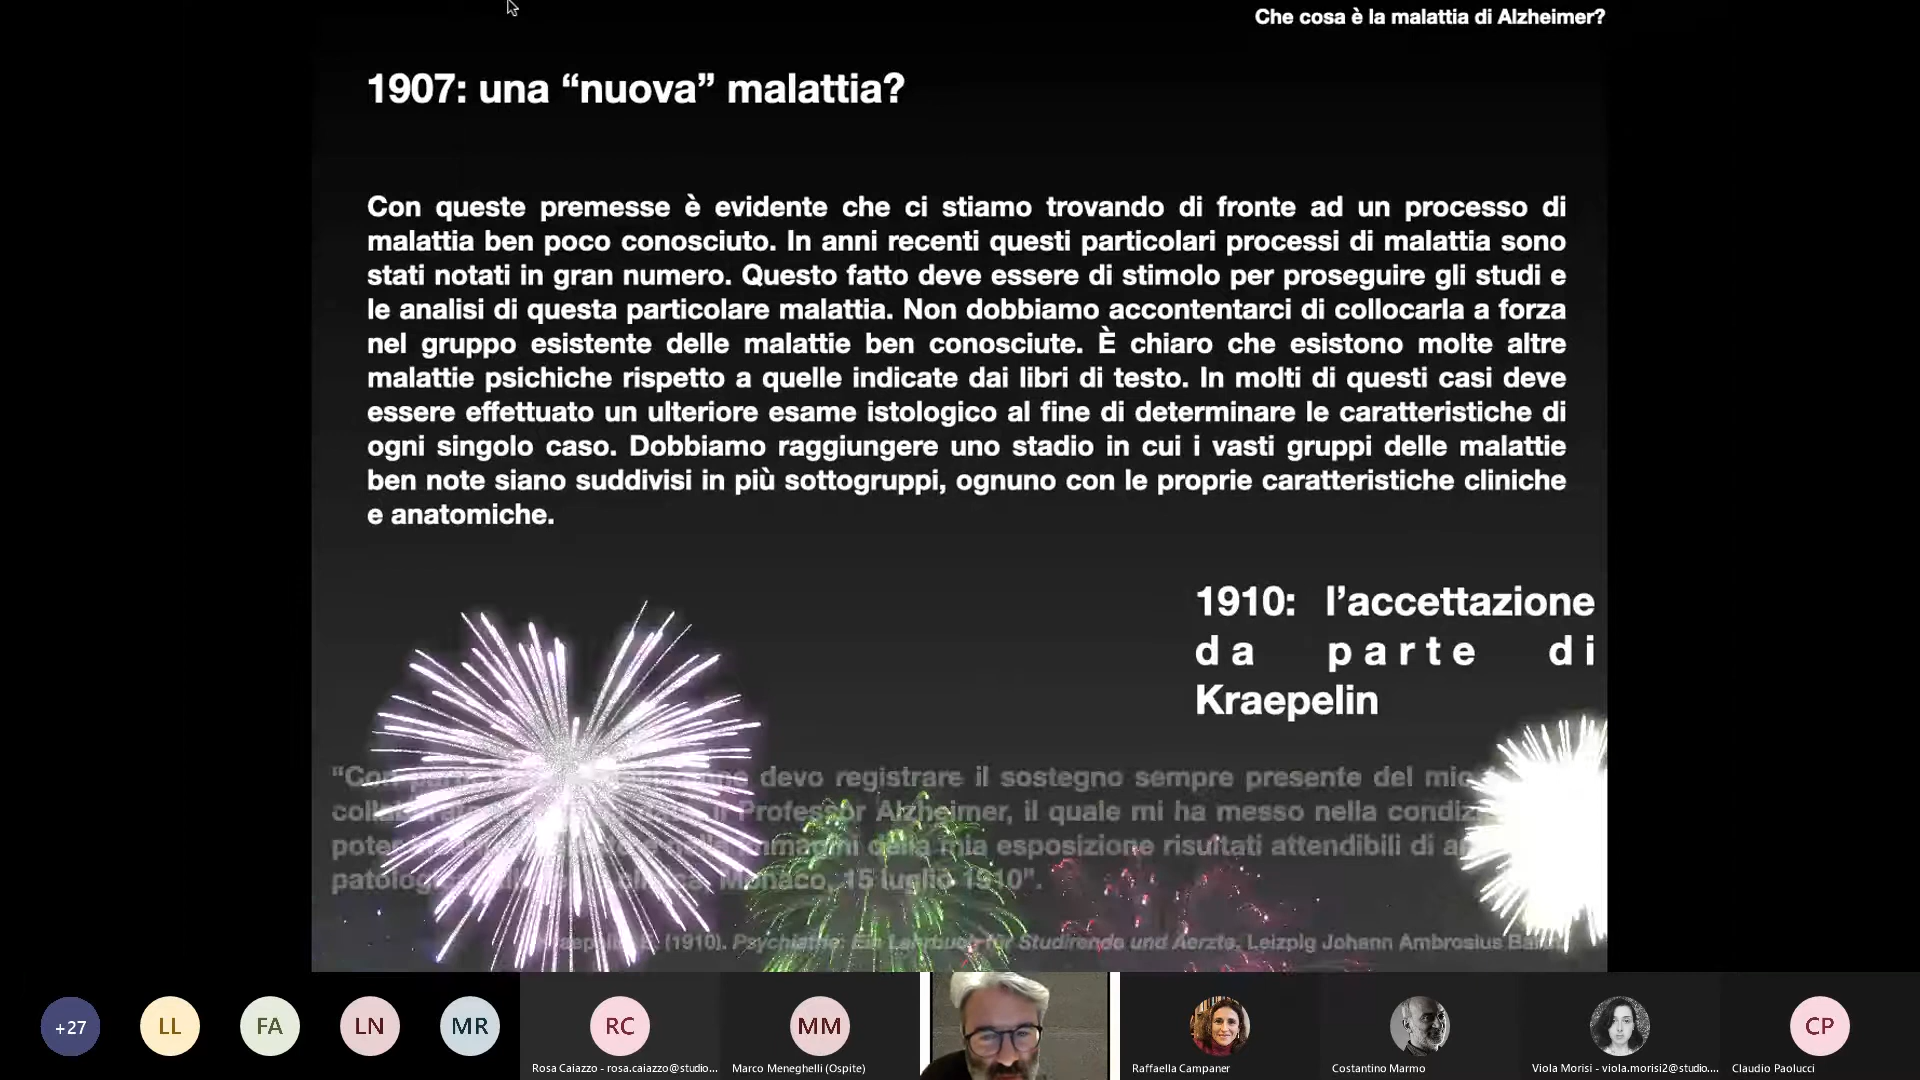 Che cosa è la malattia di Alzheimer?
1907: una “nuova” malattia?
Con queste premesse è evidente che ci stiamo trovando di fronte ad un processo di
malattia ben poco conosciuto. In anni recenti questi particolari processi di malattia sono
stati notati in gran numero. Questo fatto deve essere di stimolo per proseguire gli studi e
le analisi di questa particolare malattia. Non dobbiamo accontentarci di collocarla a forza
nel gruppo esistente delle malattie ben conosciute. È chiaro che esistono molte altre
malattie psichiche rispetto a quelle indicate dai libri di testo. In molti di questi casi deve
essere effettuato un ulteriore esame istologico al fine di determinare le caratteristiche di
ogni singolo caso. Dobbiamo raggiungere uno stadio in cui i vasti gruppi delle malattie
ben note siano suddivisi in più sottogruppi, ognuno con le proprie caratteristiche cliniche
e anatomiche.
1910: l’accettazione
da parte di
Kraepelin
devo registrare il sostegno sempre presente del
Professor Alzheimer, il quale mi ha messo nella
poter immagini della mia esposizione risultati attendibili di
Monaco, 15 luglio 1910”.
(1910). Psychiatrie: Ein Lehrbuch für Studirende und Aerzte. Leizpig Johann Ambrosius
+27
LL
FA
LN
MR
RC
MM
CP
Rosa Caiazzo - rosa.caiazzo@studio...
Marco Meneghelli (Ospite)
Raffaella Campaner
Costantino Marmo
Viola Morisi - viola.morisi2@studio....
Claudio Paolucci